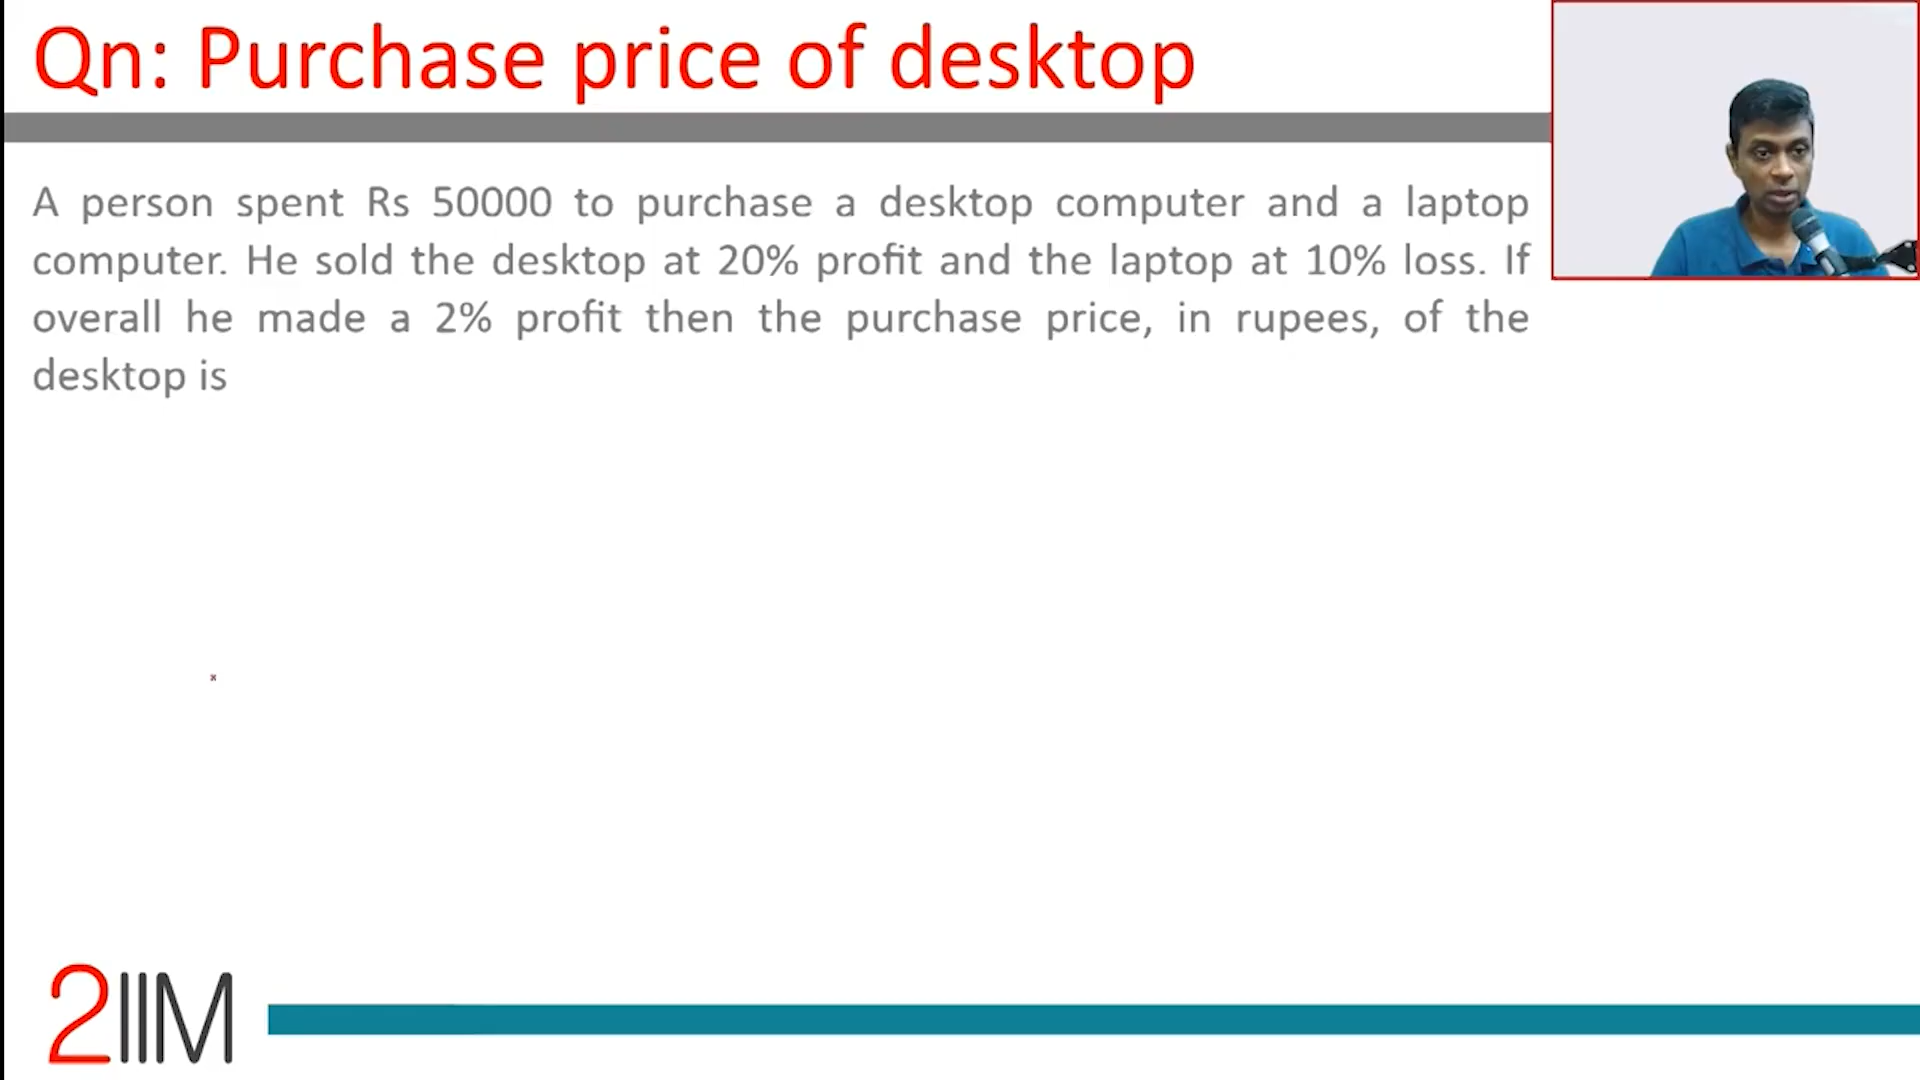 Qn: Purchase price of desktop
A person spent Rs 50000 to purchase a desktop computer and a laptop
computer. He sold the desktop at 20% profit and the laptop at 10% loss. If
overall he made a 2% profit then the purchase price, in rupees, of the
desktop is
2IIM